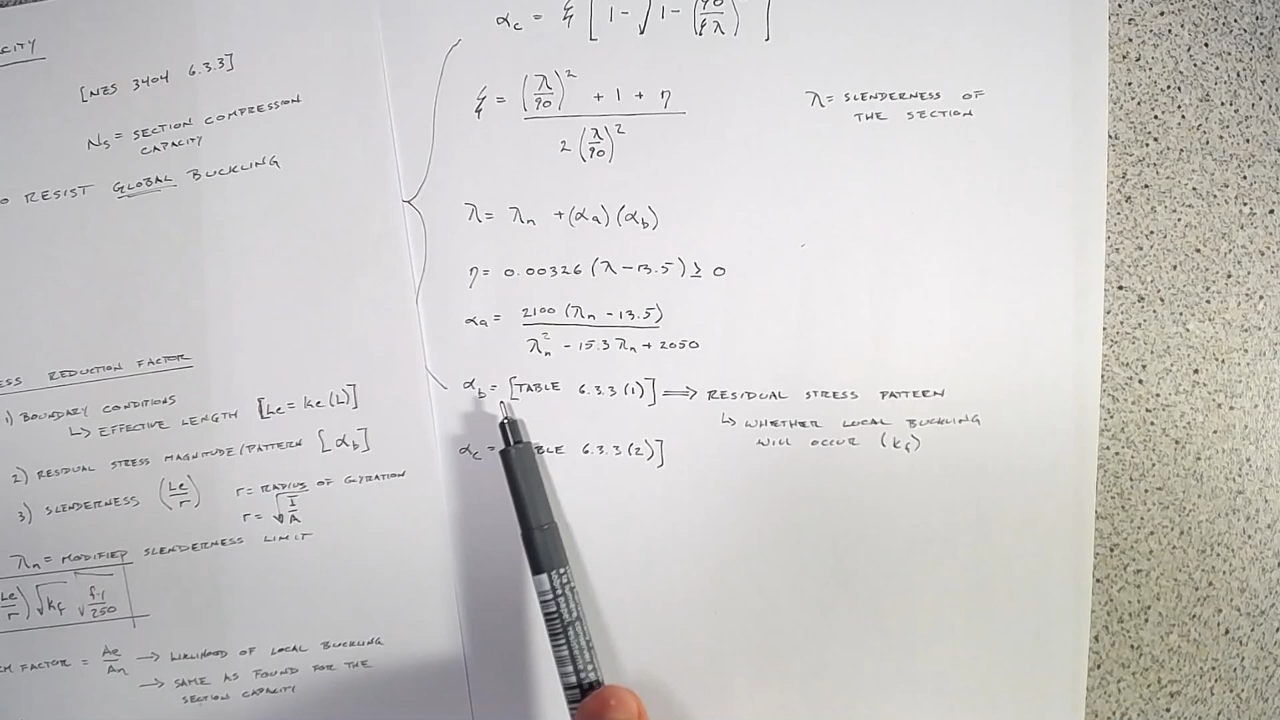 CITY
[NZS 3404 6.3.3]
Ns = SECTION COMPRESSION
CAPACITY
O RESIST GLOBAL BUCKLING
ESS REDUCTION FACTOR
1) BOUNDARY CONDITIONS
↳ EFFECTIVE LENGTH [Le = ke(L)]
2) RESIDUAL STRESS MAGNITUDE/PATTERN [αb]
3) SLENDERNESS (Le/r) r = RADIUS OF GYRATION
r = √(I/A)
λn = MODIFIED SLENDERNESS LIMIT
(Le/r) √kf √(fy/250)
M FACTOR = Ae/An → LIKLIHOOD OF LOCAL BUCKLING
→ SAME AS FOUND FOR THE
SECTION CAPACITY
αc = ξ [1 - √(1 - (90/ξλ)) ]
ξ = ((λ/90)² + 1 + η) / (2(λ/90)²)
λ = SLENDERNESS OF
THE SECTION
λ = λn + (αa)(αb)
η = 0.00326 (λ - 13.5) ≥ 0
αa = 2100 (λn - 13.5) / (λn² - 15.3 λn + 2050)
αb = [TABLE 6.3.3(1)] ⟹ RESIDUAL STRESS PATTERN
↳ WHETHER LOCAL BUCKLING
WILL OCCUR (kf)
αc = BLE 6.3.3(2)]